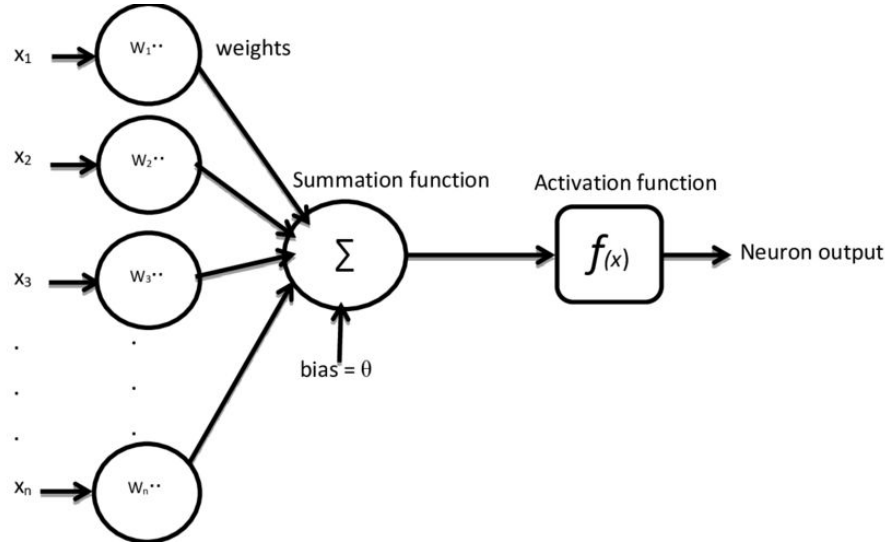 x₁
W₁··
weights
x₂
W₂··
Summation function
Activation function
x₃
W₃··
Σ
f(x)
Neuron output
.
.
.
.
.
.
bias = θ
xₙ
Wₙ··